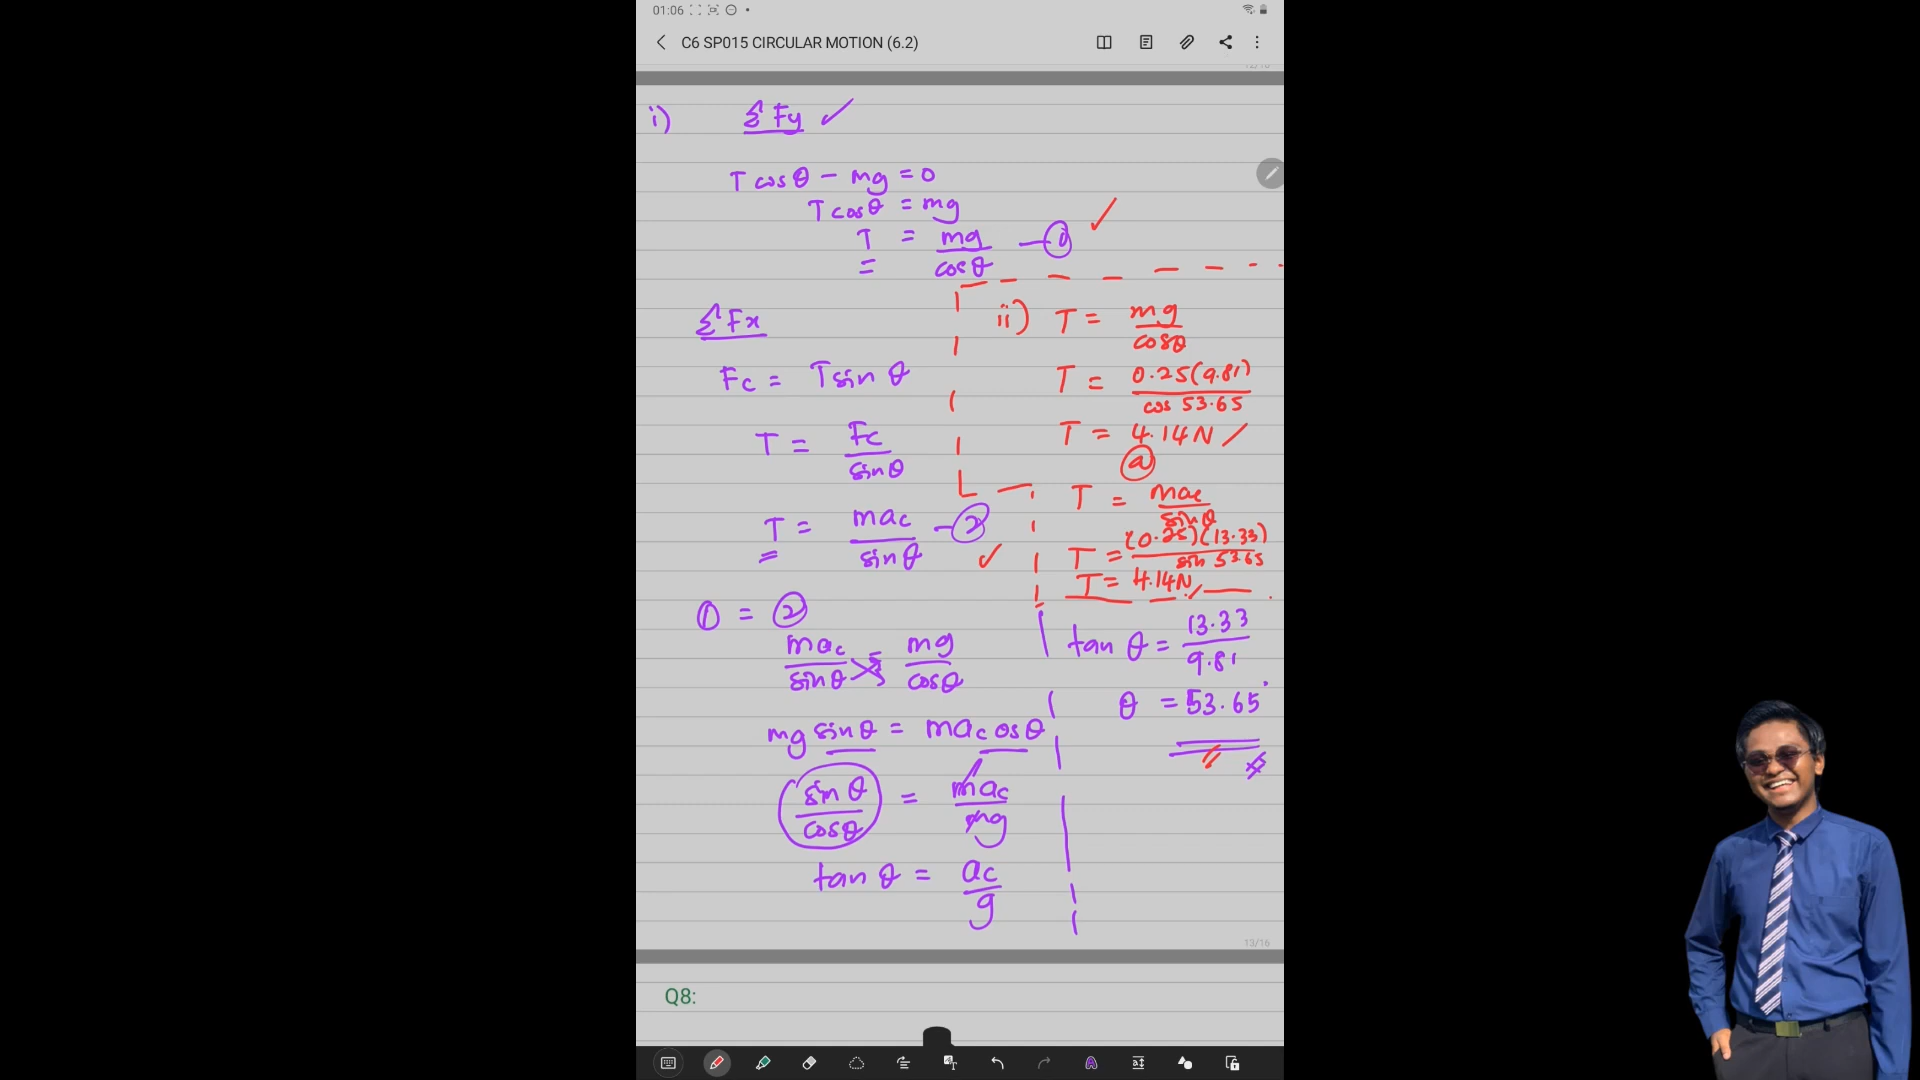 01:06
C6 SP015 CIRCULAR MOTION (6.2)
i) ΣFy ✓
T cos θ - mg = 0
T cos θ = mg
T = mg/cos θ - ①
ΣFx
Fc = T sin θ
T = Fc/sin θ
T = mac/sin θ - ②
① = ②
mac/sin θ = mg/cos θ
mg sin θ = mac cos θ
sin θ/cos θ = mac/mg
tan θ = ac/g
ii) T = mg/cos θ
T = 0.25(9.81)/cos 53.65
T = 4.14N
@
T = mac/sin θ
T = (0.25)(13.33)/sin 53.65
T = 4.14N
tan θ = 13.33/9.81
θ = 53.65°
13/16
Q8: